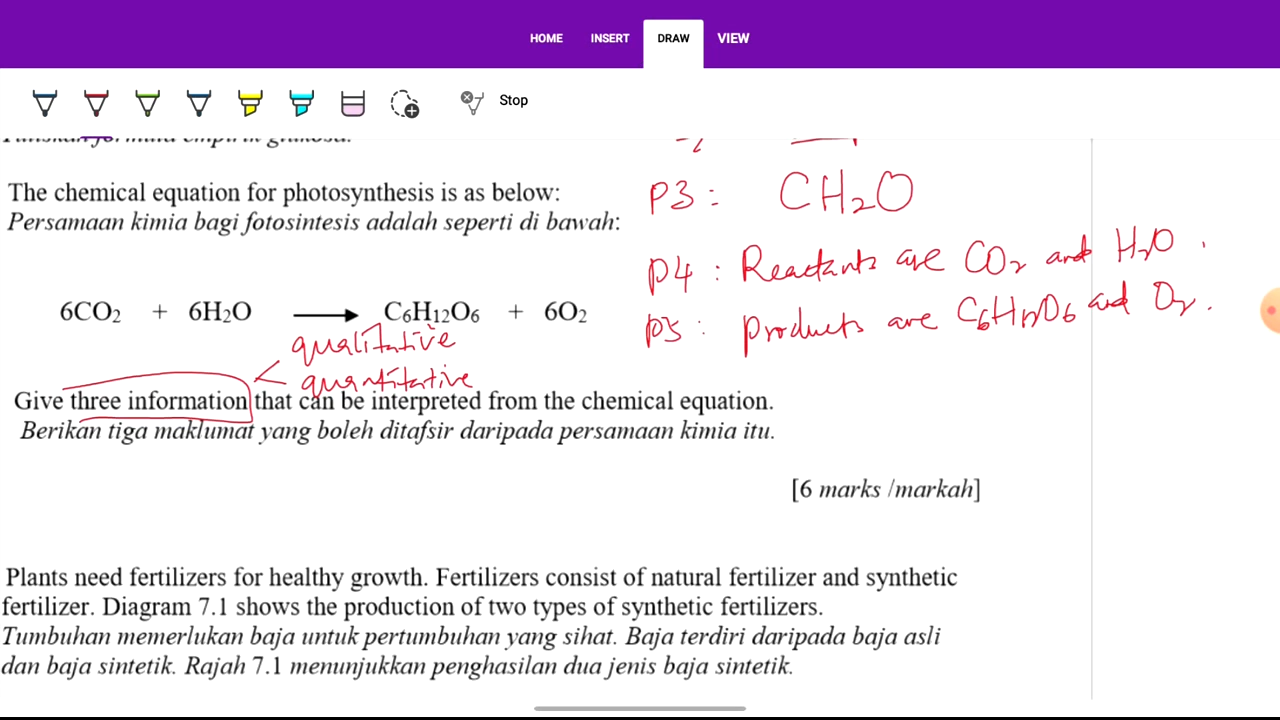 HOME INSERT DRAW VIEW
Stop
formula empirik glukosa.
The chemical equation for photosynthesis is as below:
Persamaan kimia bagi fotosintesis adalah seperti di bawah:
P3 : CH₂O
P4 : Reactants are CO₂ and H₂O .
6CO₂ + 6H₂O ⟶ C₆H₁₂O₆ + 6O₂
P5 : products are C₆H₁₂O₆ and O₂ .
qualitative
quantitative
Give three information that can be interpreted from the chemical equation.
Berikan tiga maklumat yang boleh ditafsir daripada persamaan kimia itu.
[6 marks /markah]
Plants need fertilizers for healthy growth. Fertilizers consist of natural fertilizer and synthetic
fertilizer. Diagram 7.1 shows the production of two types of synthetic fertilizers.
Tumbuhan memerlukan baja untuk pertumbuhan yang sihat. Baja terdiri daripada baja asli
dan baja sintetik. Rajah 7.1 menunjukkan penghasilan dua jenis baja sintetik.